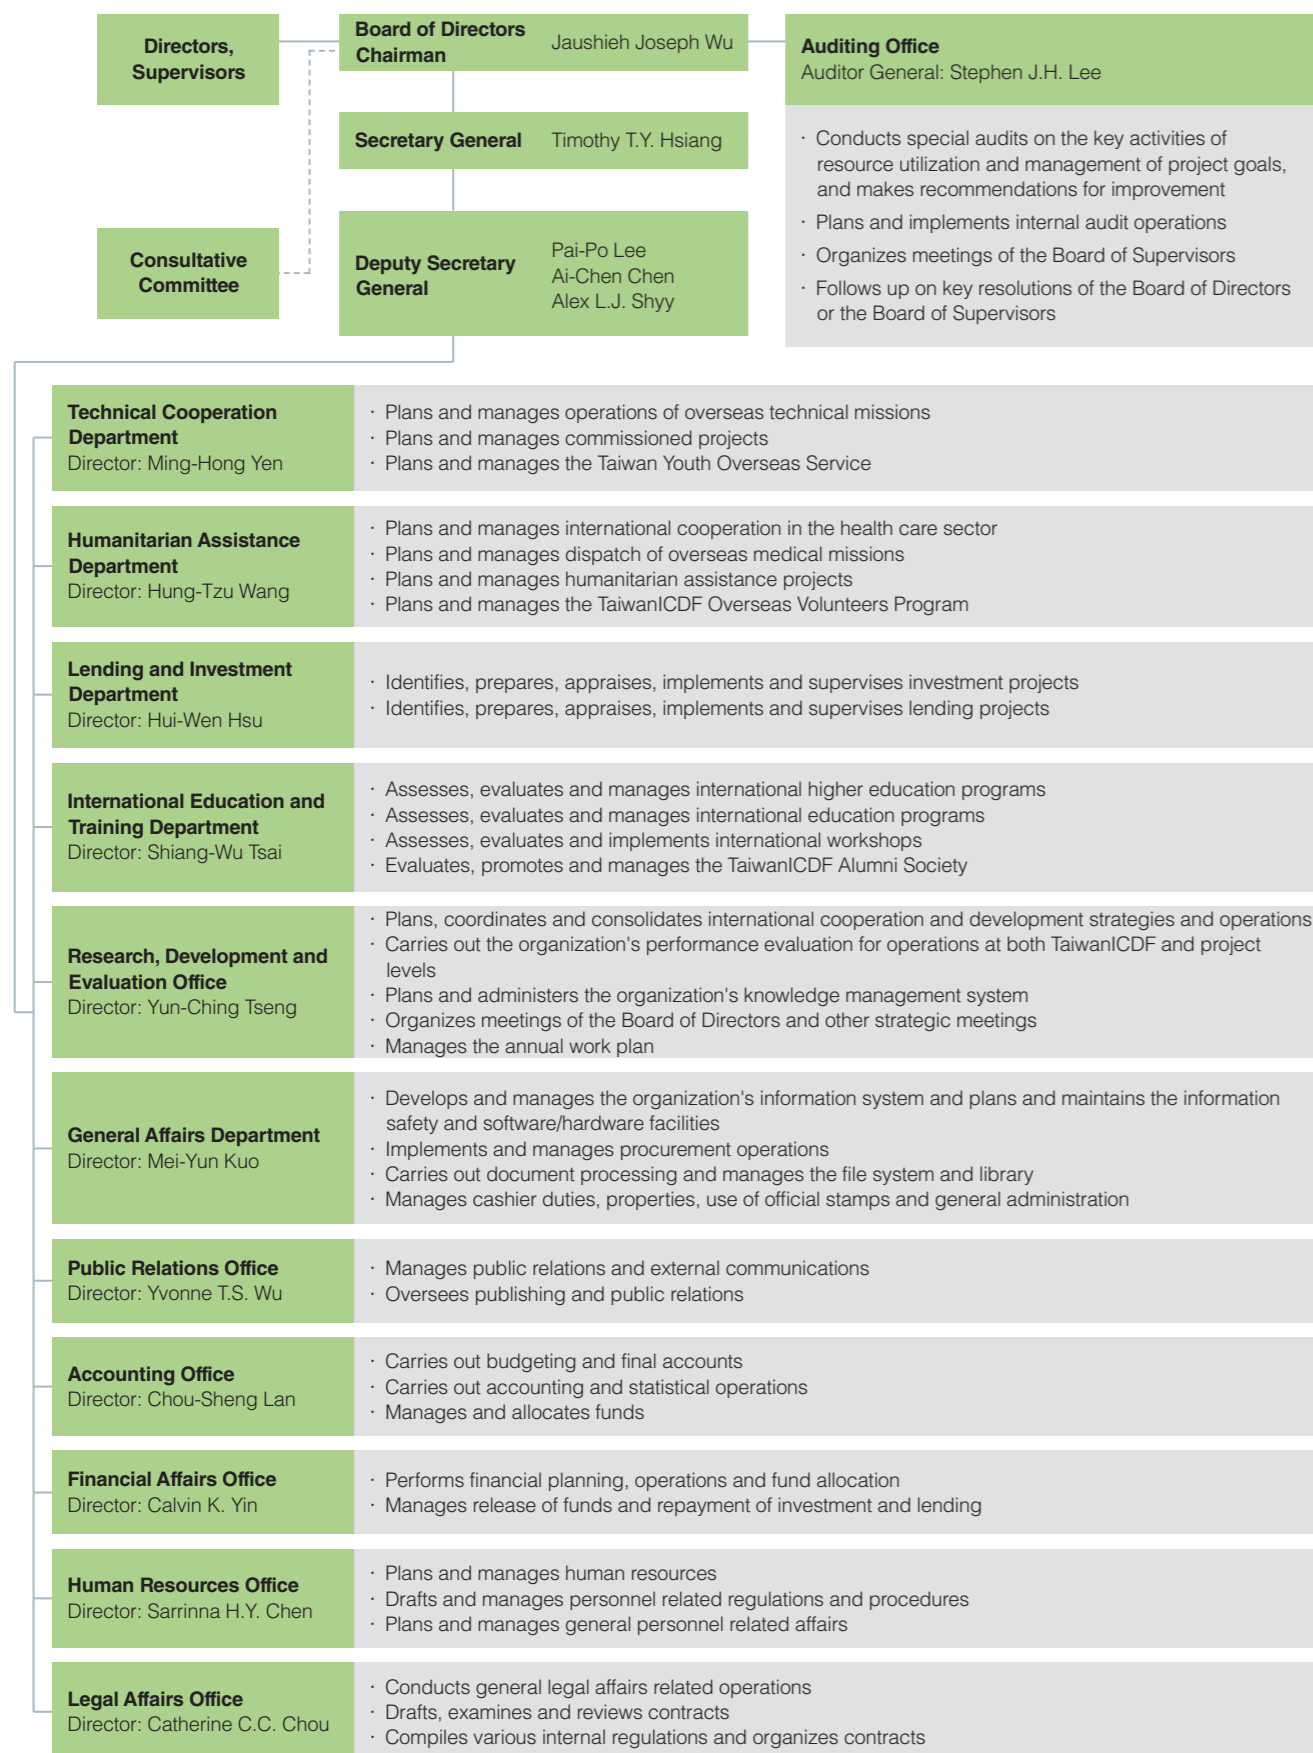 Directors,
Supervisors
Board of Directors
Chairman
Jaushieh Joseph Wu
Auditing Office
Auditor General: Stephen J.H. Lee
· Conducts special audits on the key activities of
resource utilization and management of project goals,
and makes recommendations for improvement
· Plans and implements internal audit operations
· Organizes meetings of the Board of Supervisors
· Follows up on key resolutions of the Board of Directors
or the Board of Supervisors
Secretary General
Timothy T.Y. Hsiang
Consultative
Committee
Deputy Secretary
General
Pai-Po Lee
Ai-Chen Chen
Alex L.J. Shyy
Technical Cooperation
Department
Director: Ming-Hong Yen
· Plans and manages operations of overseas technical missions
· Plans and manages commissioned projects
· Plans and manages the Taiwan Youth Overseas Service
Humanitarian Assistance
Department
Director: Hung-Tzu Wang
· Plans and manages international cooperation in the health care sector
· Plans and manages dispatch of overseas medical missions
· Plans and manages humanitarian assistance projects
· Plans and manages the TaiwanICDF Overseas Volunteers Program
Lending and Investment
Department
Director: Hui-Wen Hsu
· Identifies, prepares, appraises, implements and supervises investment projects
· Identifies, prepares, appraises, implements and supervises lending projects
International Education and
Training Department
Director: Shiang-Wu Tsai
· Assesses, evaluates and manages international higher education programs
· Assesses, evaluates and manages international education programs
· Assesses, evaluates and implements international workshops
· Evaluates, promotes and manages the TaiwanICDF Alumni Society
Research, Development and
Evaluation Office
Director: Yun-Ching Tseng
· Plans, coordinates and consolidates international cooperation and development strategies and operations
· Carries out the organization's performance evaluation for operations at both TaiwanICDF and project
levels
· Plans and administers the organization's knowledge management system
· Organizes meetings of the Board of Directors and other strategic meetings
· Manages the annual work plan
General Affairs Department
Director: Mei-Yun Kuo
· Develops and manages the organization's information system and plans and maintains the information
safety and software/hardware facilities
· Implements and manages procurement operations
· Carries out document processing and manages the file system and library
· Manages cashier duties, properties, use of official stamps and general administration
Public Relations Office
Director: Yvonne T.S. Wu
· Manages public relations and external communications
· Oversees publishing and public relations
Accounting Office
Director: Chou-Sheng Lan
· Carries out budgeting and final accounts
· Carries out accounting and statistical operations
· Manages and allocates funds
Financial Affairs Office
Director: Calvin K. Yin
· Performs financial planning, operations and fund allocation
· Manages release of funds and repayment of investment and lending
Human Resources Office
Director: Sarrinna H.Y. Chen
· Plans and manages human resources
· Drafts and manages personnel related regulations and procedures
· Plans and manages general personnel related affairs
Legal Affairs Office
Director: Catherine C.C. Chou
· Conducts general legal affairs related operations
· Drafts, examines and reviews contracts
· Compiles various internal regulations and organizes contracts